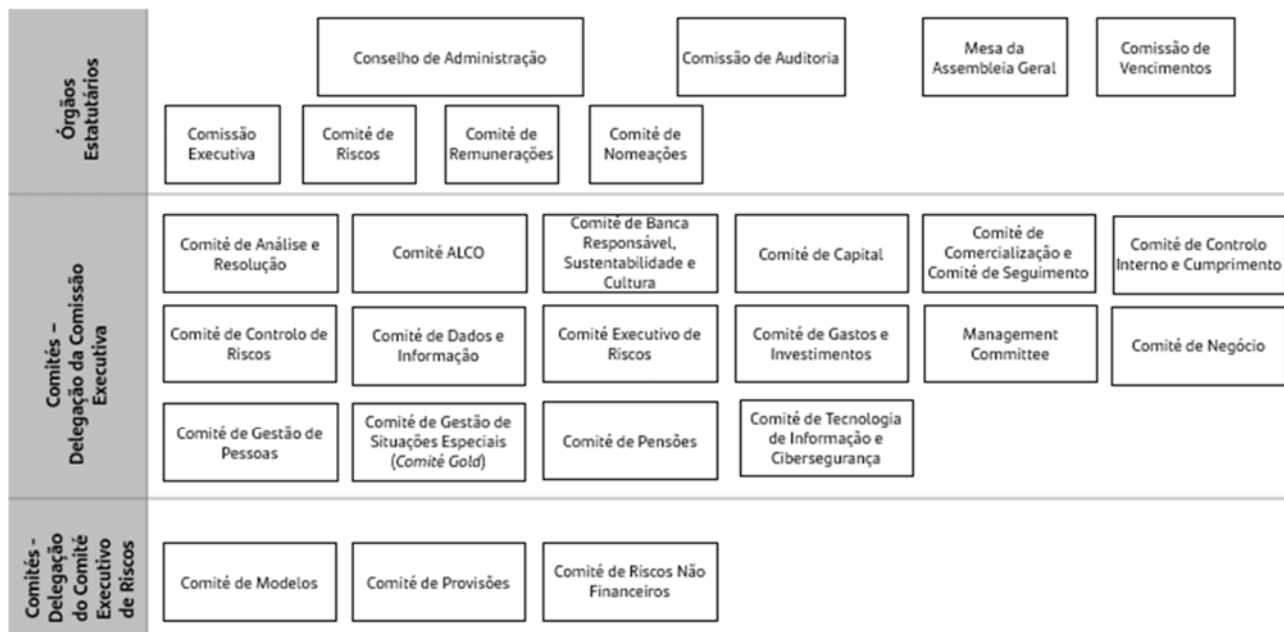 Órgãos
Estatutários
Conselho de Administração
Comissão de Auditoria
Mesa da
Assembleia Geral
Comissão de
Vencimentos
Comissão
Executiva
Comité de
Riscos
Comité de
Remunerações
Comité de
Nomeações
Comités –
Delegação da Comissão
Executiva
Comité de Análise e
Resolução
Comité ALCO
Comité de Banca
Responsável,
Sustentabilidade e
Cultura
Comité de Capital
Comité de
Comercialização e
Comité de Seguimento
Comité de Controlo
Interno e Cumprimento
Comité de Controlo de
Riscos
Comité de Dados e
Informação
Comité Executivo de
Riscos
Comité de Gastos e
Investimentos
Management
Committee
Comité de Negócio
Comité de Gestão de
Pessoas
Comité de Gestão de
Situações Especiais
(Comité Gold)
Comité de Pensões
Comité de Tecnologia
de Informação e
Cibersegurança
Comités -
Delegação
do Comité
Executivo
de Riscos
Comité de Modelos
Comité de Provisões
Comité de Riscos Não
Financeiros